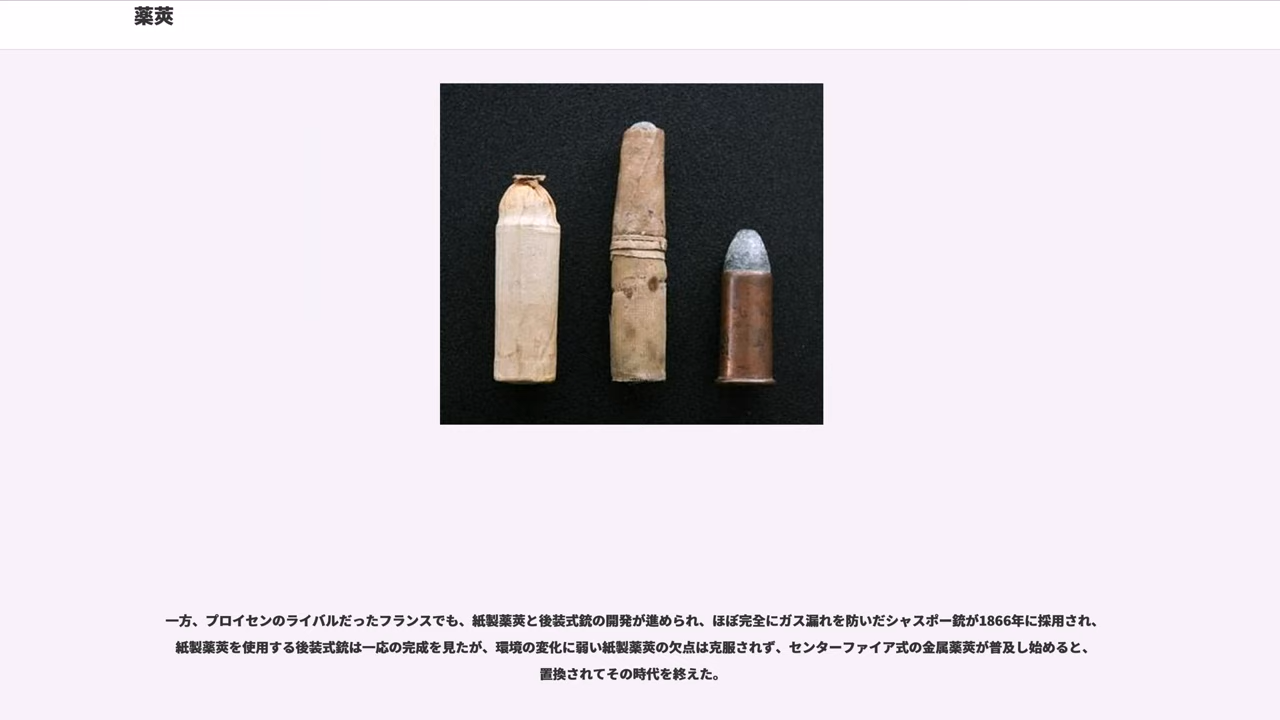 薬莢
一方、プロイセンのライバルだったフランスでも、紙製薬莢と後装式銃の開発が進められ、ほぼ完全にガス漏れを防いだシャスポー銃が1866年に採用され、
紙製薬莢を使用する後装式銃は一応の完成を見たが、環境の変化に弱い紙製薬莢の欠点は克服されず、センターファイア式の金属薬莢が普及し始めると、
置換されてその時代を終えた。